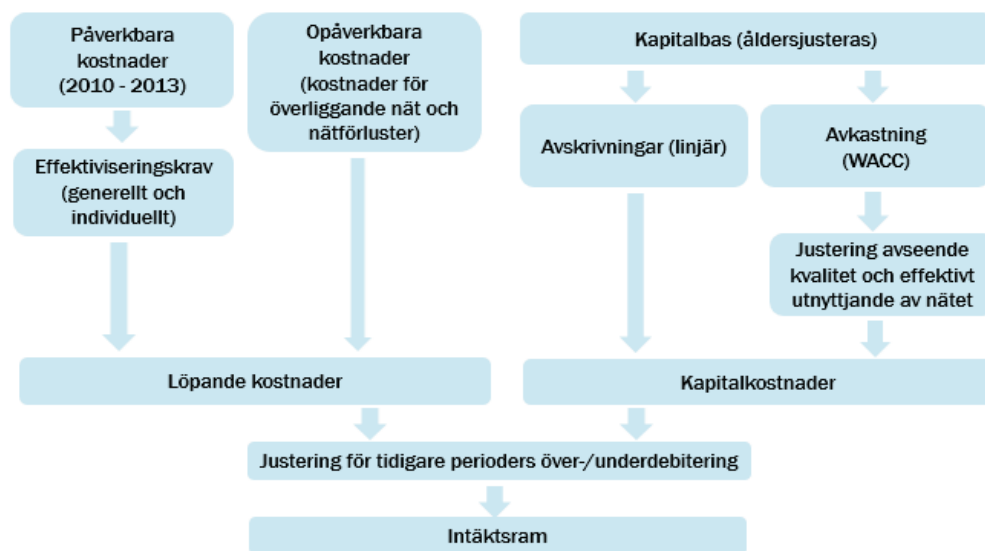 Påverkbara
kostnader
(2010 - 2013)
Opåverkbara
kostnader
(kostnader för
överliggande nät och
nätförluster)
Kapitalbas (åldersjusteras)
Effektiviseringskrav
(generellt och
individuellt)
Avskrivningar (linjär)
Avkastning
(WACC)
Justering avseende
kvalitet och effektivt
utnyttjande av nätet
Löpande kostnader
Kapitalkostnader
Justering för tidigare perioders över-/underdebitering
Intäktsram